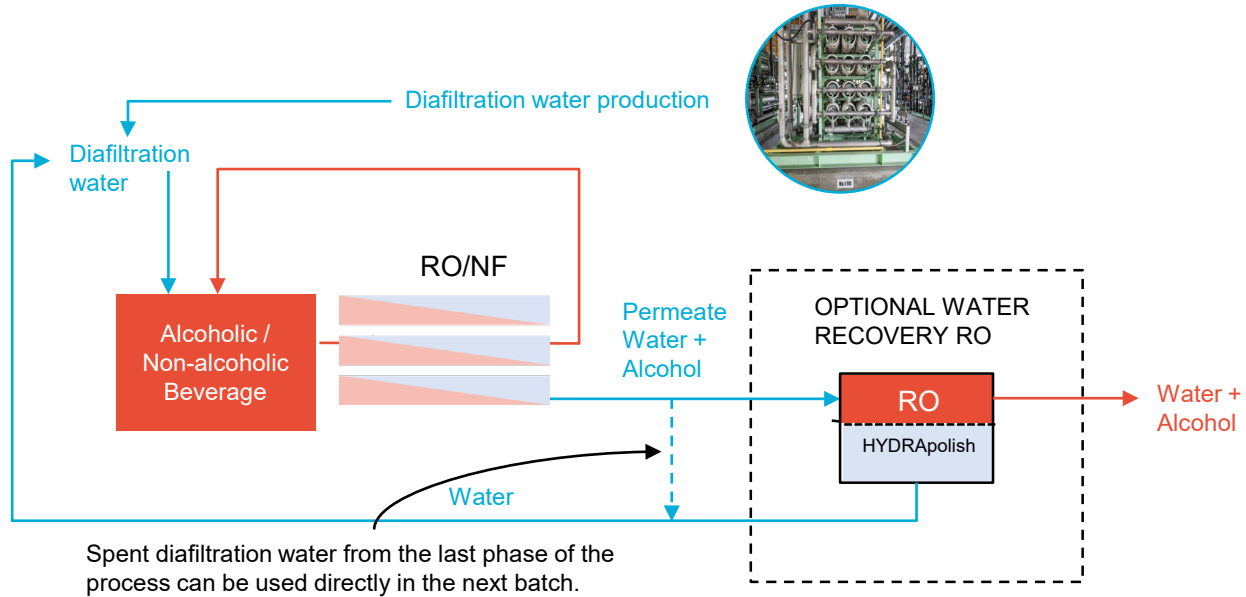 Diafiltration water production
Diafiltration
water
RO/NF
Alcoholic /
Non-alcoholic
Beverage
Permeate
Water +
Alcohol
OPTIONAL WATER
RECOVERY RO
RO
HYDRApolish
Water +
Alcohol
Water
Spent diafiltration water from the last phase of the
process can be used directly in the next batch.